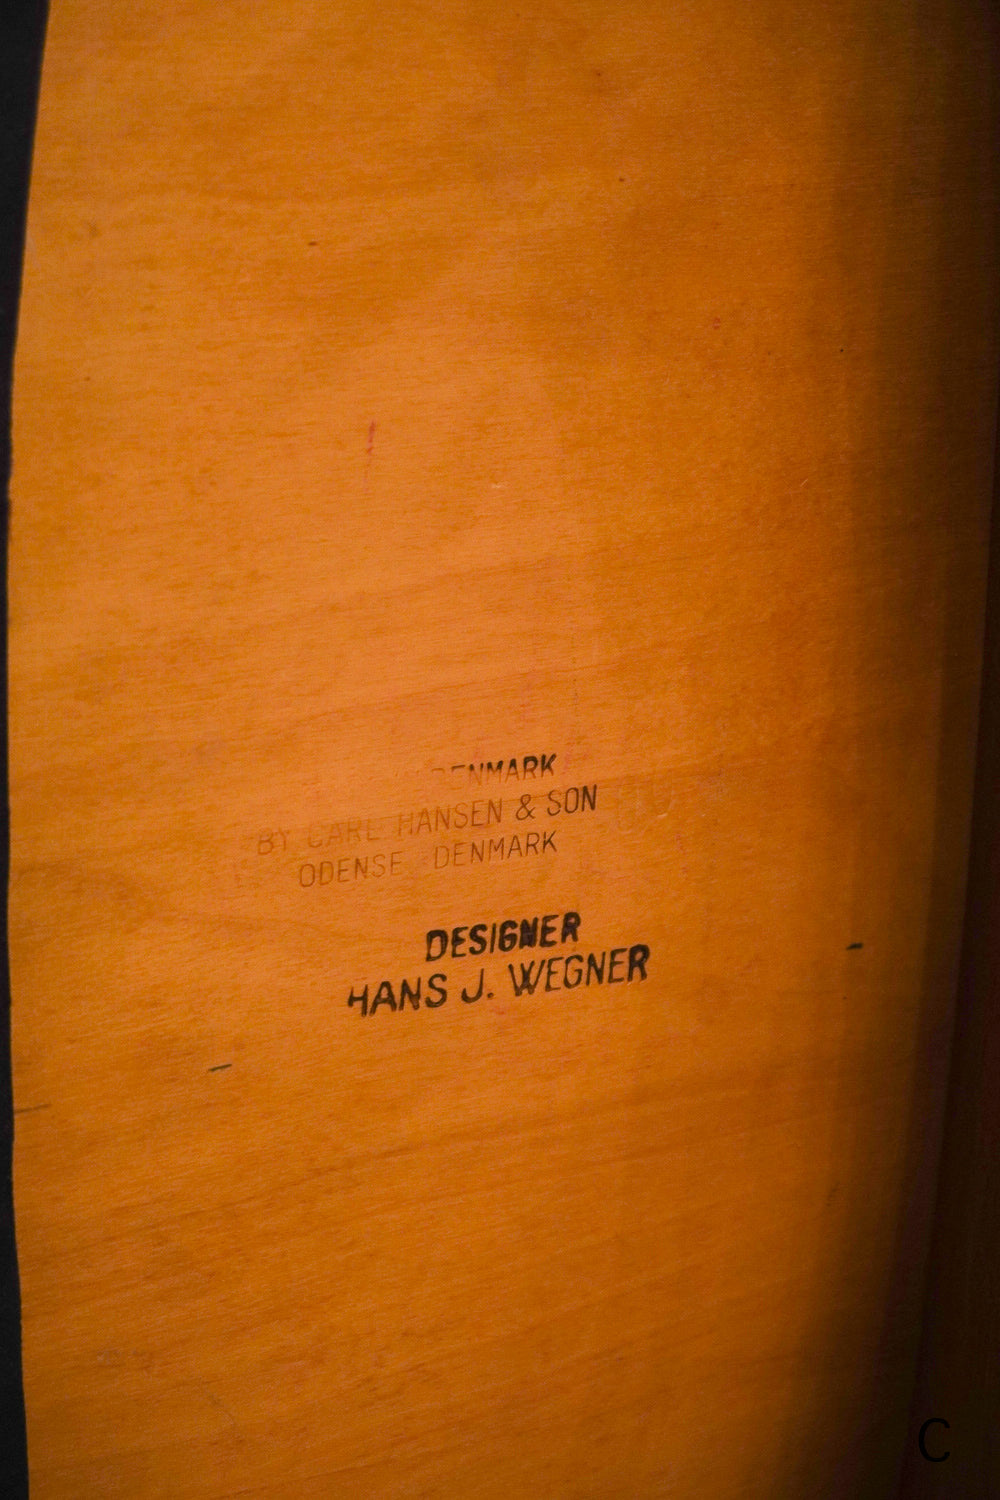 DENMARK
BY CARL HANSEN & SON
ODENSE DENMARK
DESIGNER
HANS J. WEGNER
C